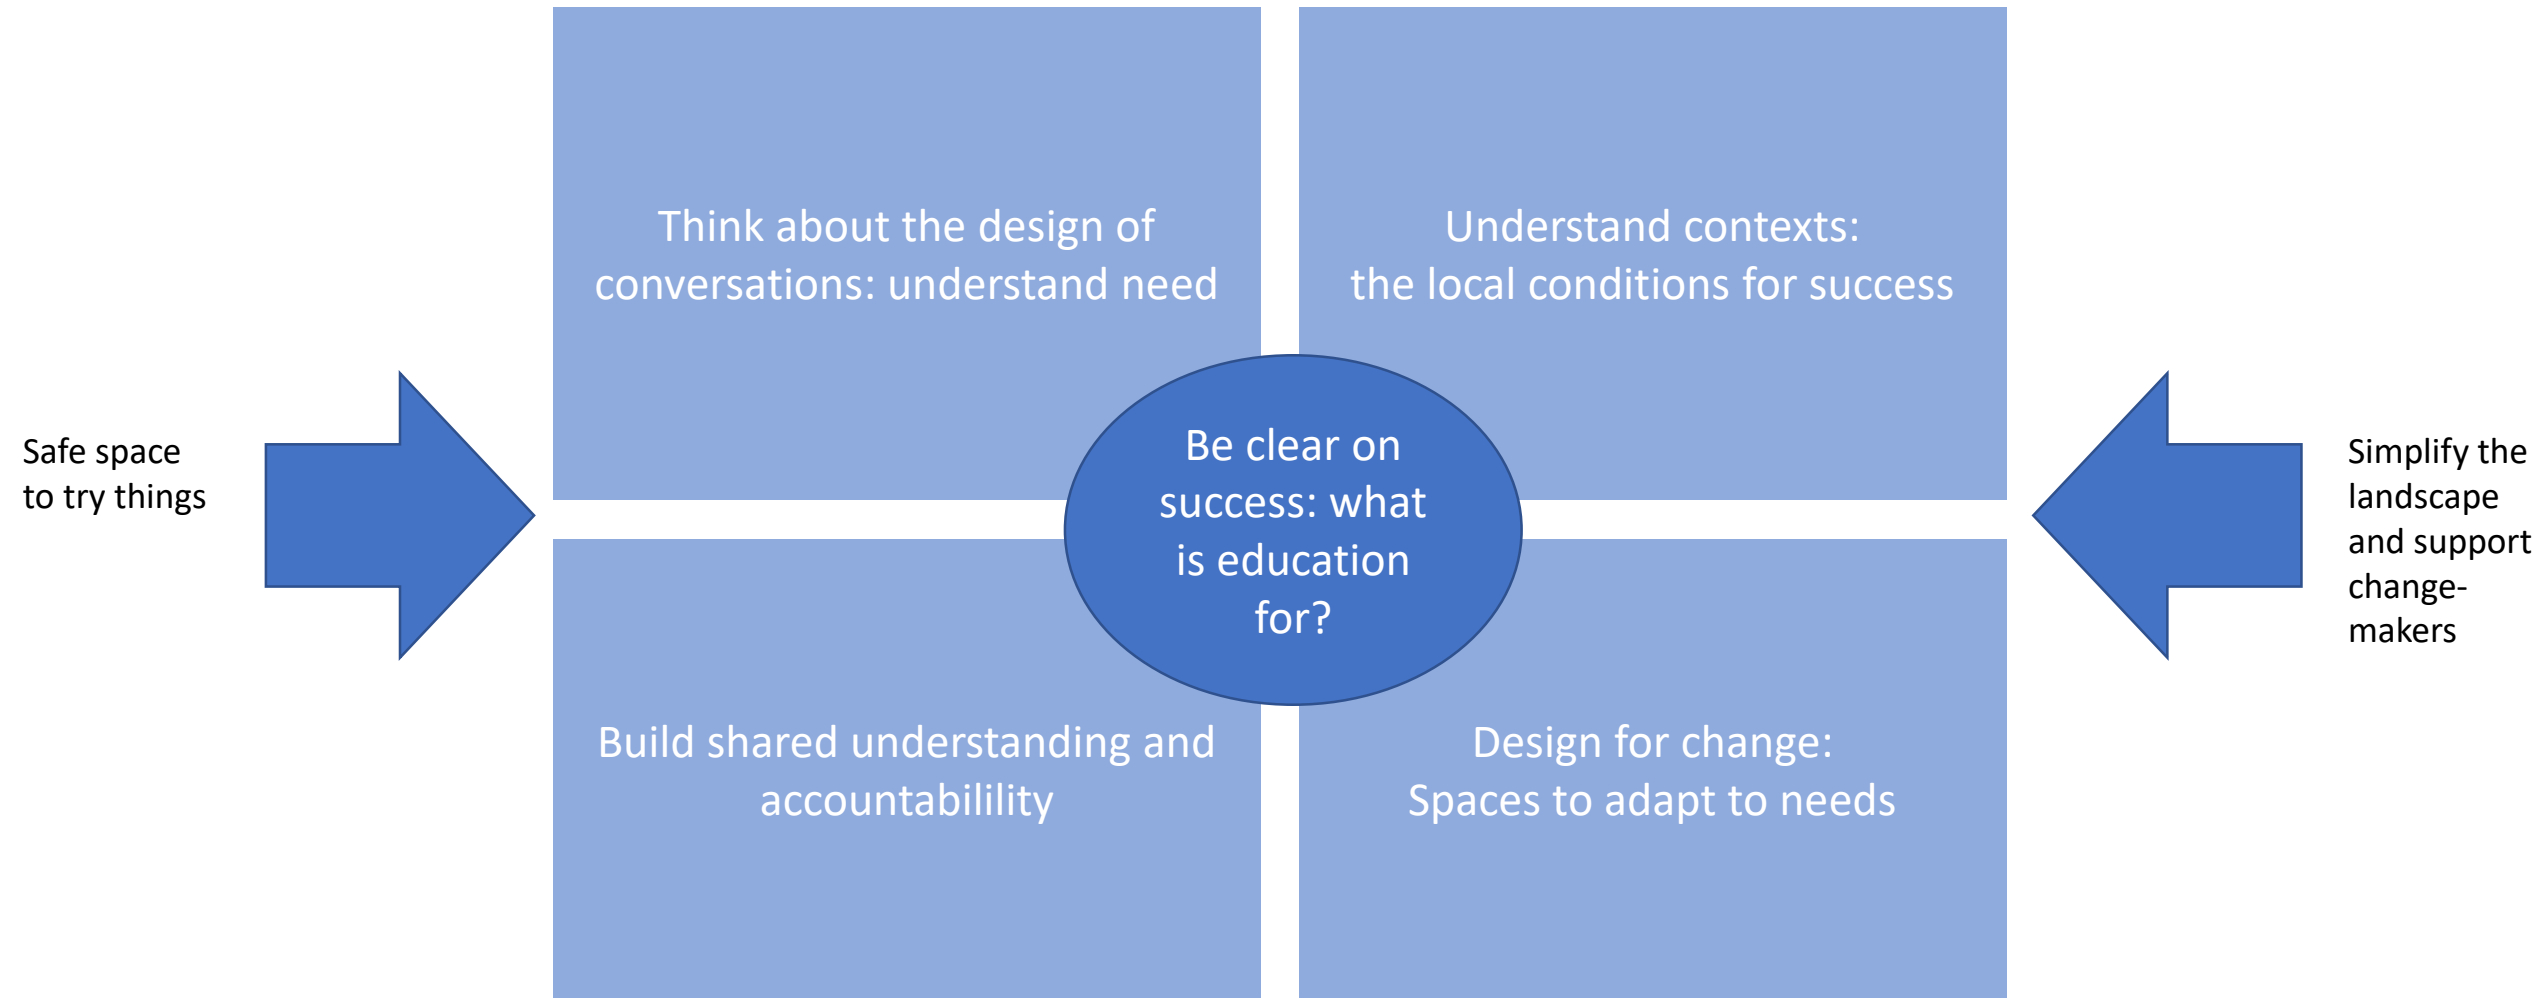 Think about the design of
conversations: understand need
Understand contexts:
the local conditions for success
Safe space
to try things
Be clear on
success: what
is education
for?
Simplify the
landscape
and support
change-
makers
Build shared understanding and
accountabilility
Design for change:
Spaces to adapt to needs